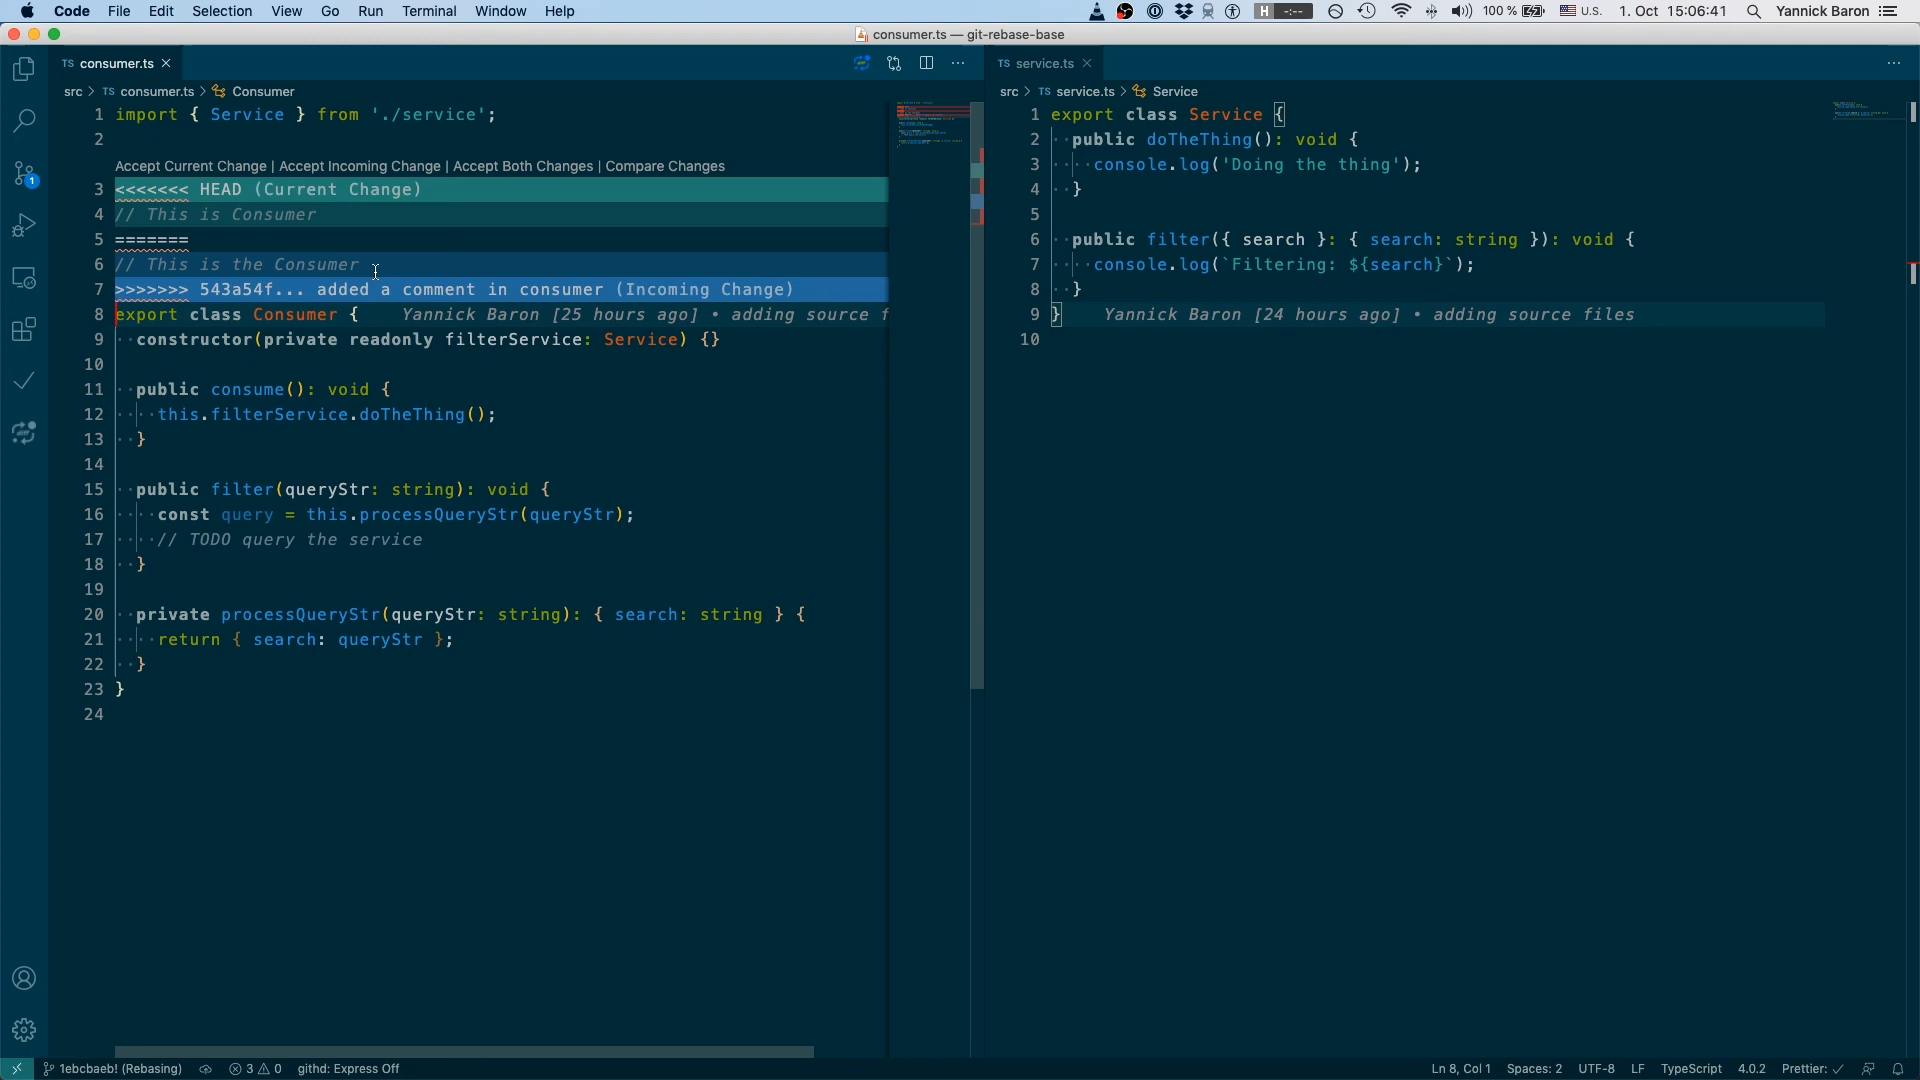 Code File Edit Selection View Go Run Terminal Window Help
H -:-- 100 % U.S. 1. Oct 15:06:41 Yannick Baron
consumer.ts — git-rebase-base
TS consumer.ts ×
src > TS consumer.ts > Consumer
1 import { Service } from './service';
2
Accept Current Change | Accept Incoming Change | Accept Both Changes | Compare Changes
3 <<<<<<< HEAD (Current Change)
4 // This is Consumer
5 =======
6 // This is the Consumer
7 >>>>>>> 543a54f... added a comment in consumer (Incoming Change)
8 export class Consumer { Yannick Baron [25 hours ago] • adding source f
9 ··constructor(private readonly filterService: Service) {}
10
11 ··public consume(): void {
12 ····this.filterService.doTheThing();
13 ··}
14
15 ··public filter(queryStr: string): void {
16 ····const query = this.processQueryStr(queryStr);
17 ····// TODO query the service
18 ··}
19
20 ··private processQueryStr(queryStr: string): { search: string } {
21 ····return { search: queryStr };
22 ··}
23 }
24
TS service.ts ×
src > TS service.ts > Service
1 export class Service {
2 ··public doTheThing(): void {
3 ····console.log('Doing the thing');
4 ··}
5
6 ··public filter({ search }: { search: string }): void {
7 ····console.log(`Filtering: ${search}`);
8 ··}
9 } Yannick Baron [24 hours ago] • adding source files
10
1
1ebcbaeb! (Rebasing) 3 0 githd: Express Off
Ln 8, Col 1 Spaces: 2 UTF-8 LF TypeScript 4.0.2 Prettier: ✓